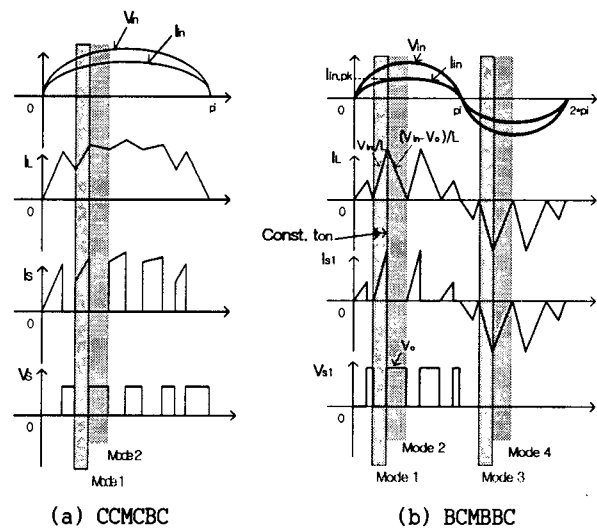 Vin
Iin
0
pi
IL
0
IS
0
VS
0
Mode2
Mode1
(a) CCMCBC
Vin
Iin,pk
Iin
0
pi
2*pi
Vin/L
(Vin-Vo)/L
IL
0
Const. ton
IS1
0
Vo
VS1
0
Mode 2
Mode 4
Mode 1
Mode 3
(b) BCMBBC